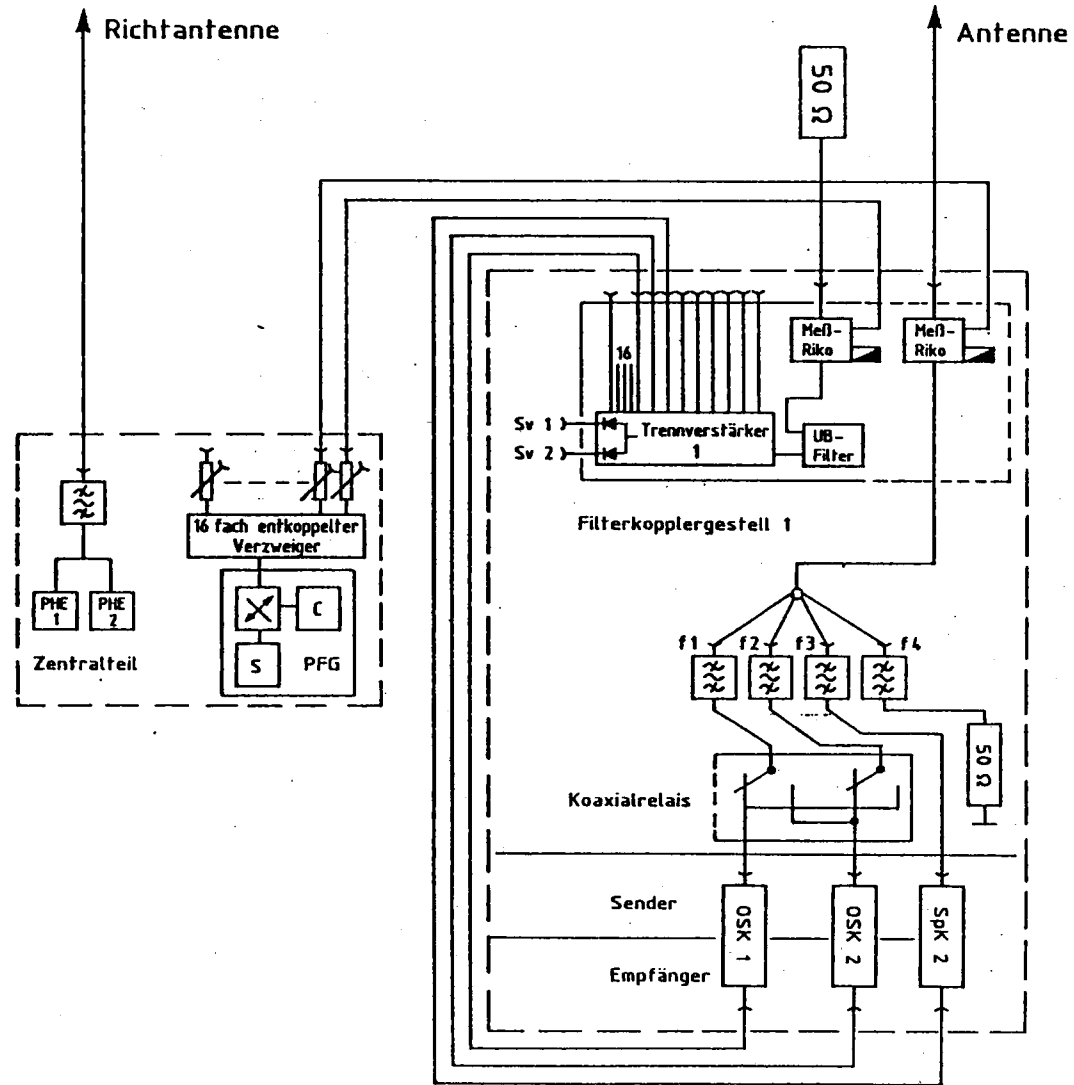 Richtantenne
Antenne
50 Ω
Meß-
Riko
Meß-
Riko
16
Sv 1
Sv 2
Trennverstärker
1
UB-
Filter
Filterkopplergestell 1
16 fach entkoppelter
Verzweiger
PHE
1
PHE
2
C
S
PFG
Zentralteil
f1
f2
f3
f4
50 Ω
Koaxialrelais
Sender
Empfänger
OSK 1
OSK 2
SpK 2